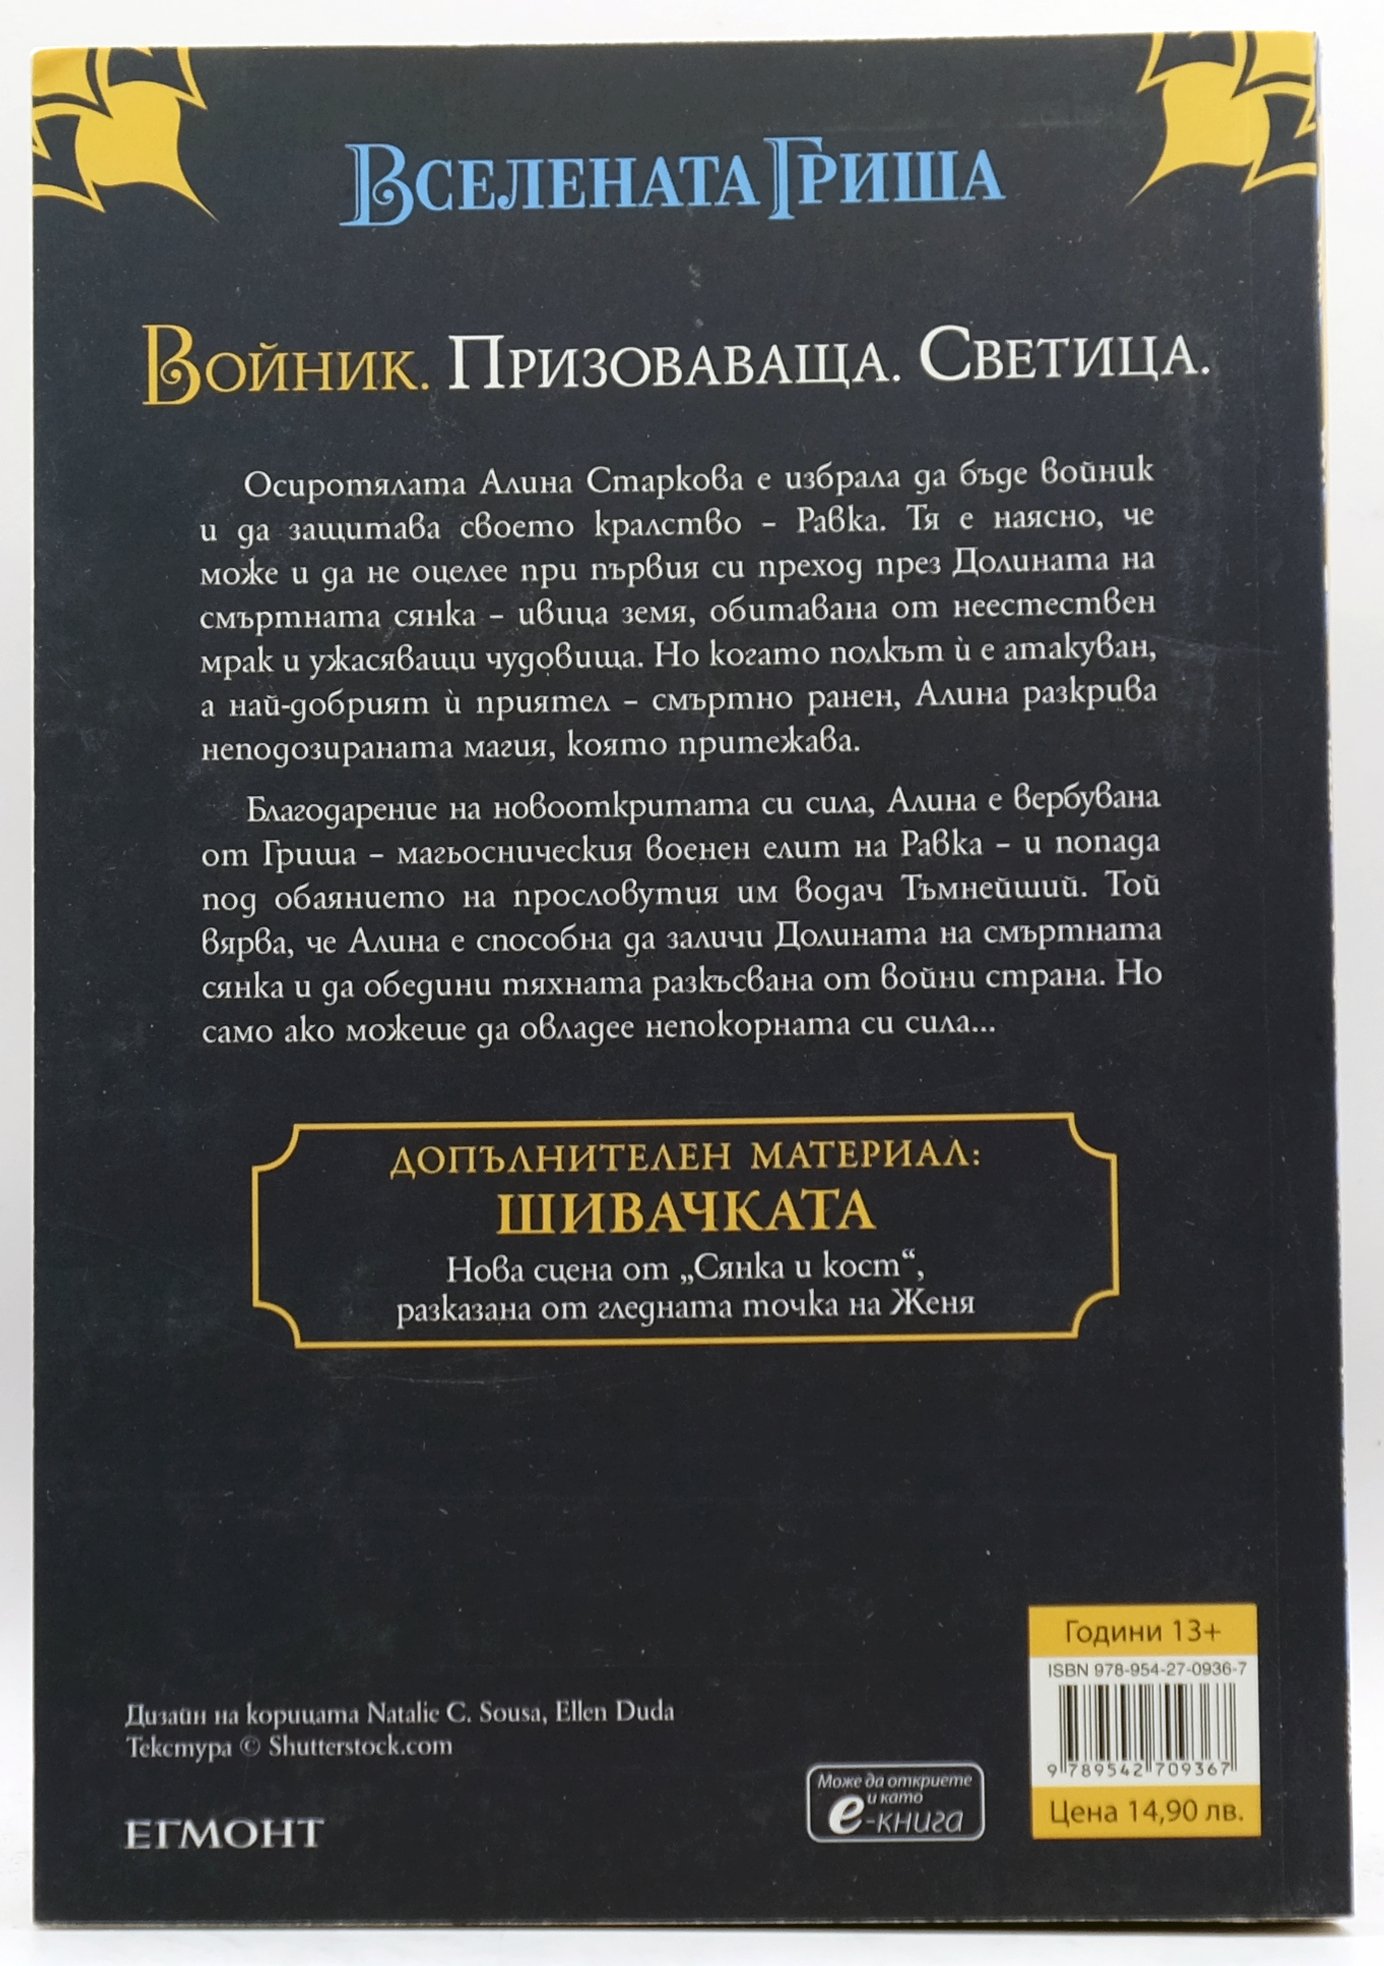 ВСЕЛЕНАТА ГРИША
ВОЙНИК. ПРИЗОВАВАЩА. СВЕТИЦА.
Осиротялата Алина Старкова е избрала да бъде войник
и да защитава своето кралство – Равка. Тя е наясно, че
може и да не оцелее при първия си преход през Долината на
смъртната сянка – ивица земя, обитавана от неестествен
мрак и ужасяващи чудовища. Но когато полкът ѝ е атакуван,
а най-добрият ѝ приятел – смъртно ранен, Алина разкрива
неподозираната магия, която притежава.
Благодарение на новооткритата си сила, Алина е вербувана
от Гриша – магьосническия военен елит на Равка – и попада
под обаянието на прословутия им водач Тъмнейший. Той
вярва, че Алина е способна да заличи Долината на смъртната
сянка и да обедини тяхната разкъсвана от войни страна. Но
само ако можеше да овладее непокорната си сила...
ДОПЪЛНИТЕЛЕН МАТЕРИАЛ:
ШИВАЧКАТА
Нова сцена от „Сянка и кост“,
разказана от гледната точка на Женя
Години 13+
ISBN 978-954-27-0936-7
9 789542 709367
Цена 14,90 лв.
Дизайн на корицата Natalie C. Sousa, Ellen Duda
Текстура © Shutterstock.com
Може да откриете
и като
е-книга
ЕГМОНТ